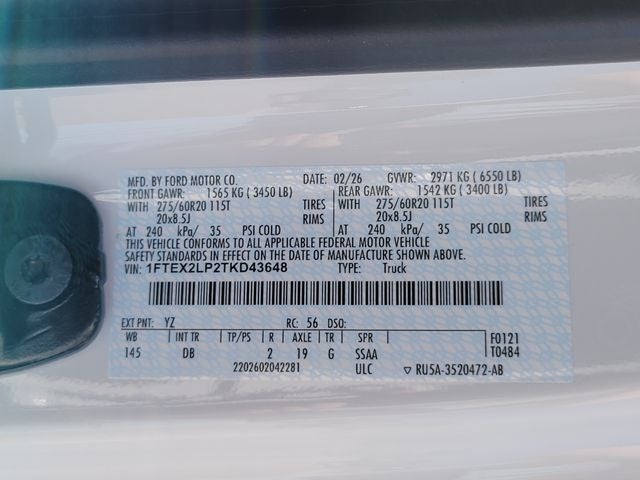 MFD. BY FORD MOTOR CO. DATE: 02/26 GVWR: 2971 KG ( 6550 LB)
FRONT GAWR: 1565 KG ( 3450 LB) REAR GAWR: 1542 KG ( 3400 LB)
WITH 275/60R20 115T TIRES WITH 275/60R20 115T TIRES
20x8.5J RIMS 20x8.5J RIMS
AT 240 kPa/ 35 PSI COLD AT 240 kPa/ 35 PSI COLD
THIS VEHICLE CONFORMS TO ALL APPLICABLE FEDERAL MOTOR VEHICLE
SAFETY STANDARDS IN EFFECT ON THE DATE OF MANUFACTURE SHOWN ABOVE.
VIN: 1FTEX2LP2TKD43648 TYPE: Truck
EXT PNT: YZ RC: 56 DSO:
WB INT TR TP/PS R AXLE TR SPR F0121
145 DB 2 19 G SSAA T0484
2202602042281 ULC ▽ RU5A-3520472-AB